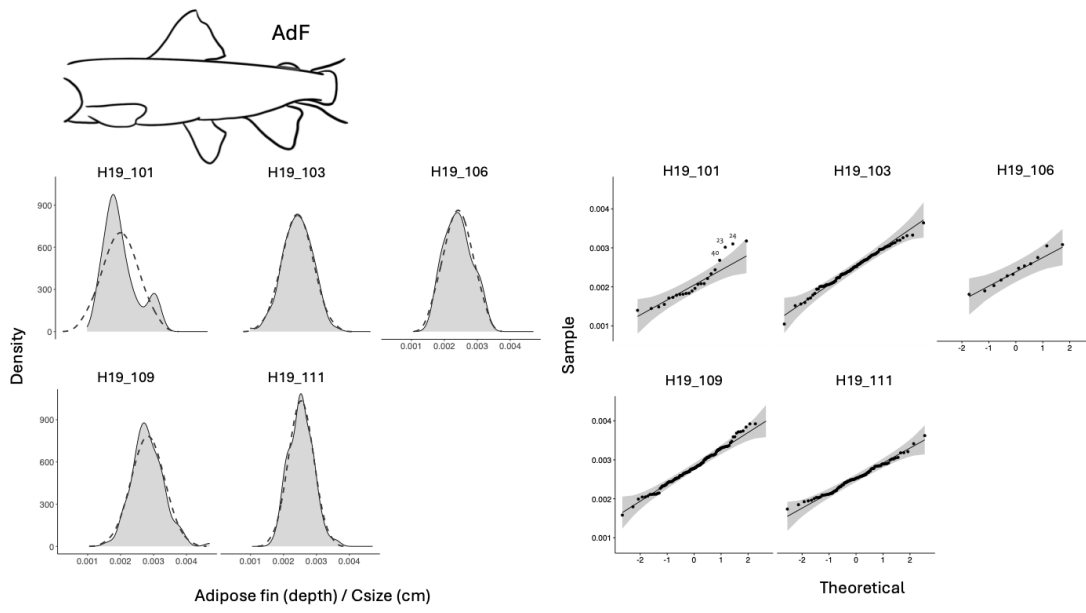 AdF
H19_101 H19_103 H19_106
900
600
300
0
0.001 0.002 0.003 0.004
Density
H19_109 H19_111
900
600
300
0
0.001 0.002 0.003 0.004 0.001 0.002 0.003 0.004
Adipose fin (depth) / Csize (cm)
H19_101 H19_103 H19_106
0.004
0.003
0.002
0.001
23 24
40
-2 -1 0 1 2
Sample
H19_109 H19_111
0.004
0.003
0.002
0.001
-2 -1 0 1 2 -2 -1 0 1 2
Theoretical